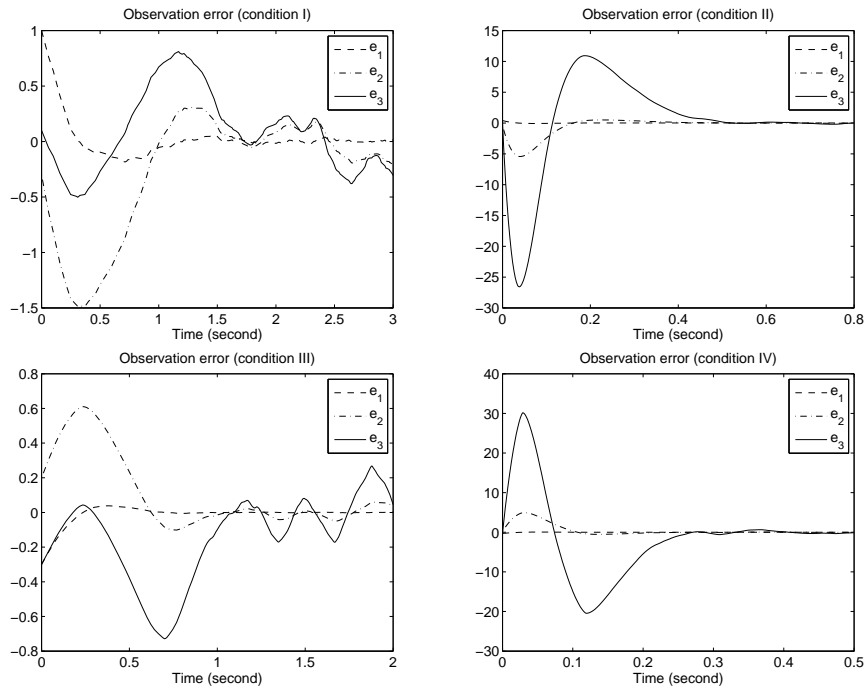 Observation error (condition I)
1
0.5
0
−0.5
−1
−1.5
0
0.5
1
1.5
2
2.5
3
Time (second)
e1
e2
e3
Observation error (condition II)
15
10
5
0
−5
−10
−15
−20
−25
−30
0
0.2
0.4
0.6
0.8
Time (second)
e1
e2
e3
Observation error (condition III)
0.8
0.6
0.4
0.2
0
−0.2
−0.4
−0.6
−0.8
0
0.5
1
1.5
2
Time (second)
e1
e2
e3
Observation error (condition IV)
40
30
20
10
0
−10
−20
−30
0
0.1
0.2
0.3
0.4
0.5
Time (second)
e1
e2
e3